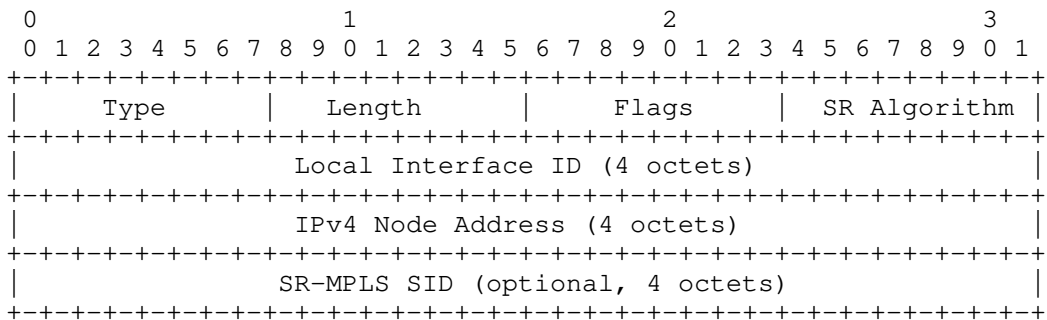 0                   1                   2                   3
 0 1 2 3 4 5 6 7 8 9 0 1 2 3 4 5 6 7 8 9 0 1 2 3 4 5 6 7 8 9 0 1
+-+-+-+-+-+-+-+-+-+-+-+-+-+-+-+-+-+-+-+-+-+-+-+-+-+-+-+-+-+-+-+-+
|     Type      |   Length      |     Flags     |  SR Algorithm |
+-+-+-+-+-+-+-+-+-+-+-+-+-+-+-+-+-+-+-+-+-+-+-+-+-+-+-+-+-+-+-+-+
|                 Local Interface ID (4 octets)                 |
+-+-+-+-+-+-+-+-+-+-+-+-+-+-+-+-+-+-+-+-+-+-+-+-+-+-+-+-+-+-+-+-+
|                 IPv4 Node Address (4 octets)                  |
+-+-+-+-+-+-+-+-+-+-+-+-+-+-+-+-+-+-+-+-+-+-+-+-+-+-+-+-+-+-+-+-+
|                SR-MPLS SID (optional, 4 octets)               |
+-+-+-+-+-+-+-+-+-+-+-+-+-+-+-+-+-+-+-+-+-+-+-+-+-+-+-+-+-+-+-+-+